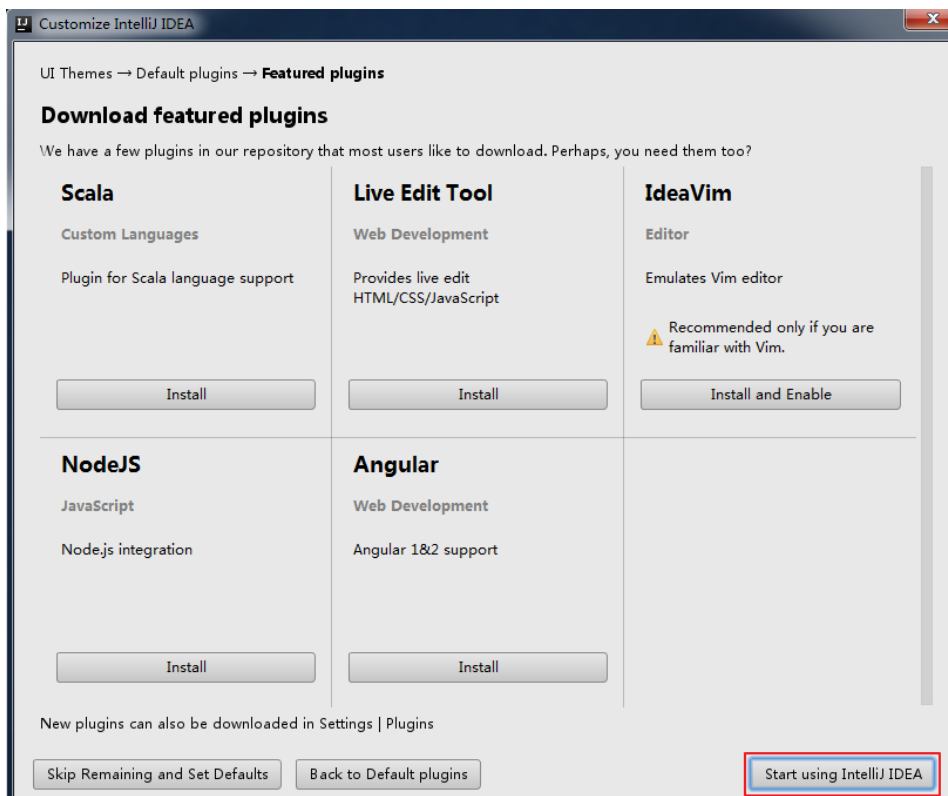 Customize IntelliJ IDEA
UI Themes → Default plugins → Featured plugins
Download featured plugins
We have a few plugins in our repository that most users like to download. Perhaps, you need them too?
Scala
Custom Languages
Plugin for Scala language support
Install
Live Edit Tool
Web Development
Provides live edit
HTML/CSS/JavaScript
Install
IdeaVim
Editor
Emulates Vim editor
Recommended only if you are
familiar with Vim.
Install and Enable
NodeJS
JavaScript
Node.js integration
Install
Angular
Web Development
Angular 1&2 support
Install
New plugins can also be downloaded in Settings | Plugins
Skip Remaining and Set Defaults
Back to Default plugins
Start using IntelliJ IDEA